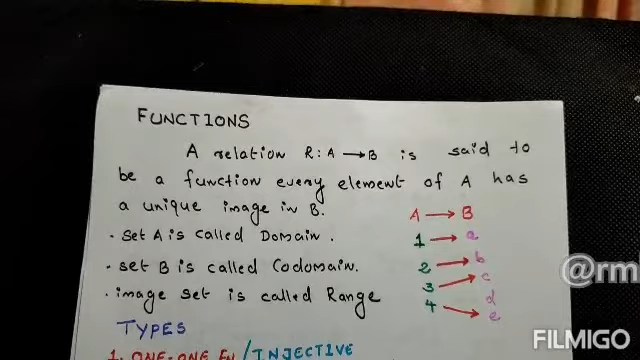 FUNCTIONS
A relation R: A → B is said to
be a function every element of A has
a unique image in B.
A → B
· Set A is called Domain.
1 → a
· set B is called Codomain.
2 → b
3 → c
· image set is called Range
d
4 → e
TYPES
1. ONE-ONE Fn/INJECTIVE
@rm
FILMIGO